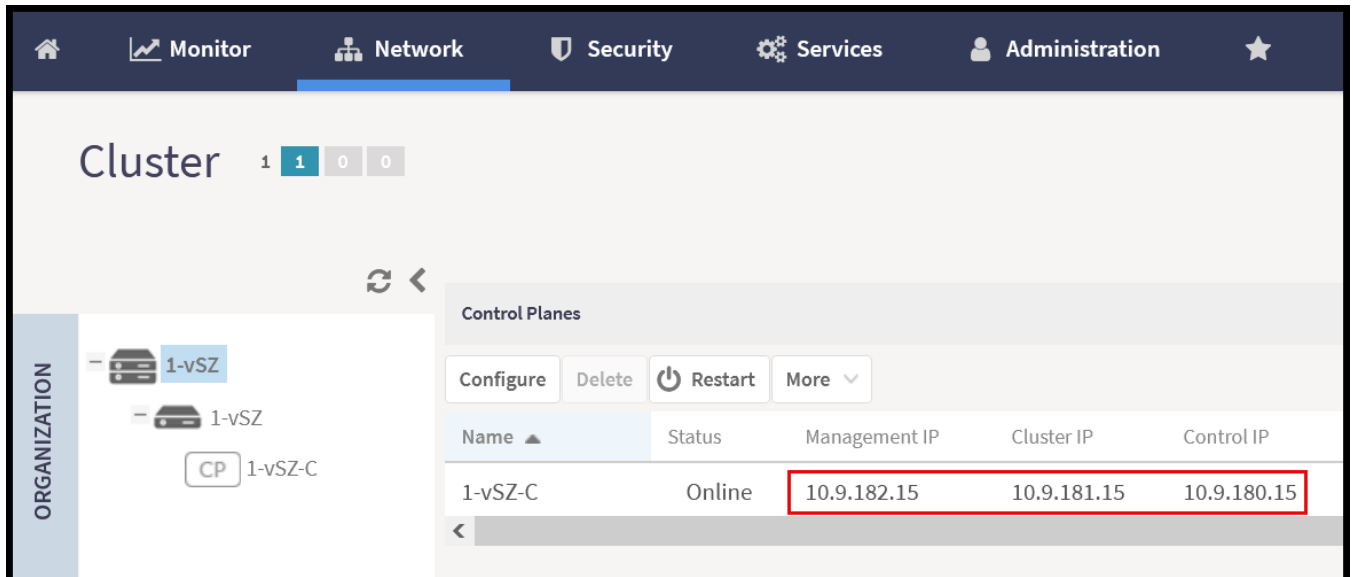 Monitor Network Security Services Administration
Cluster 1 1 0 0
ORGANIZATION
1-vSZ
1-vSZ
CP 1-vSZ-C
Control Planes
Configure Delete Restart More
Name Status Management IP Cluster IP Control IP
1-vSZ-C Online 10.9.182.15 10.9.181.15 10.9.180.15